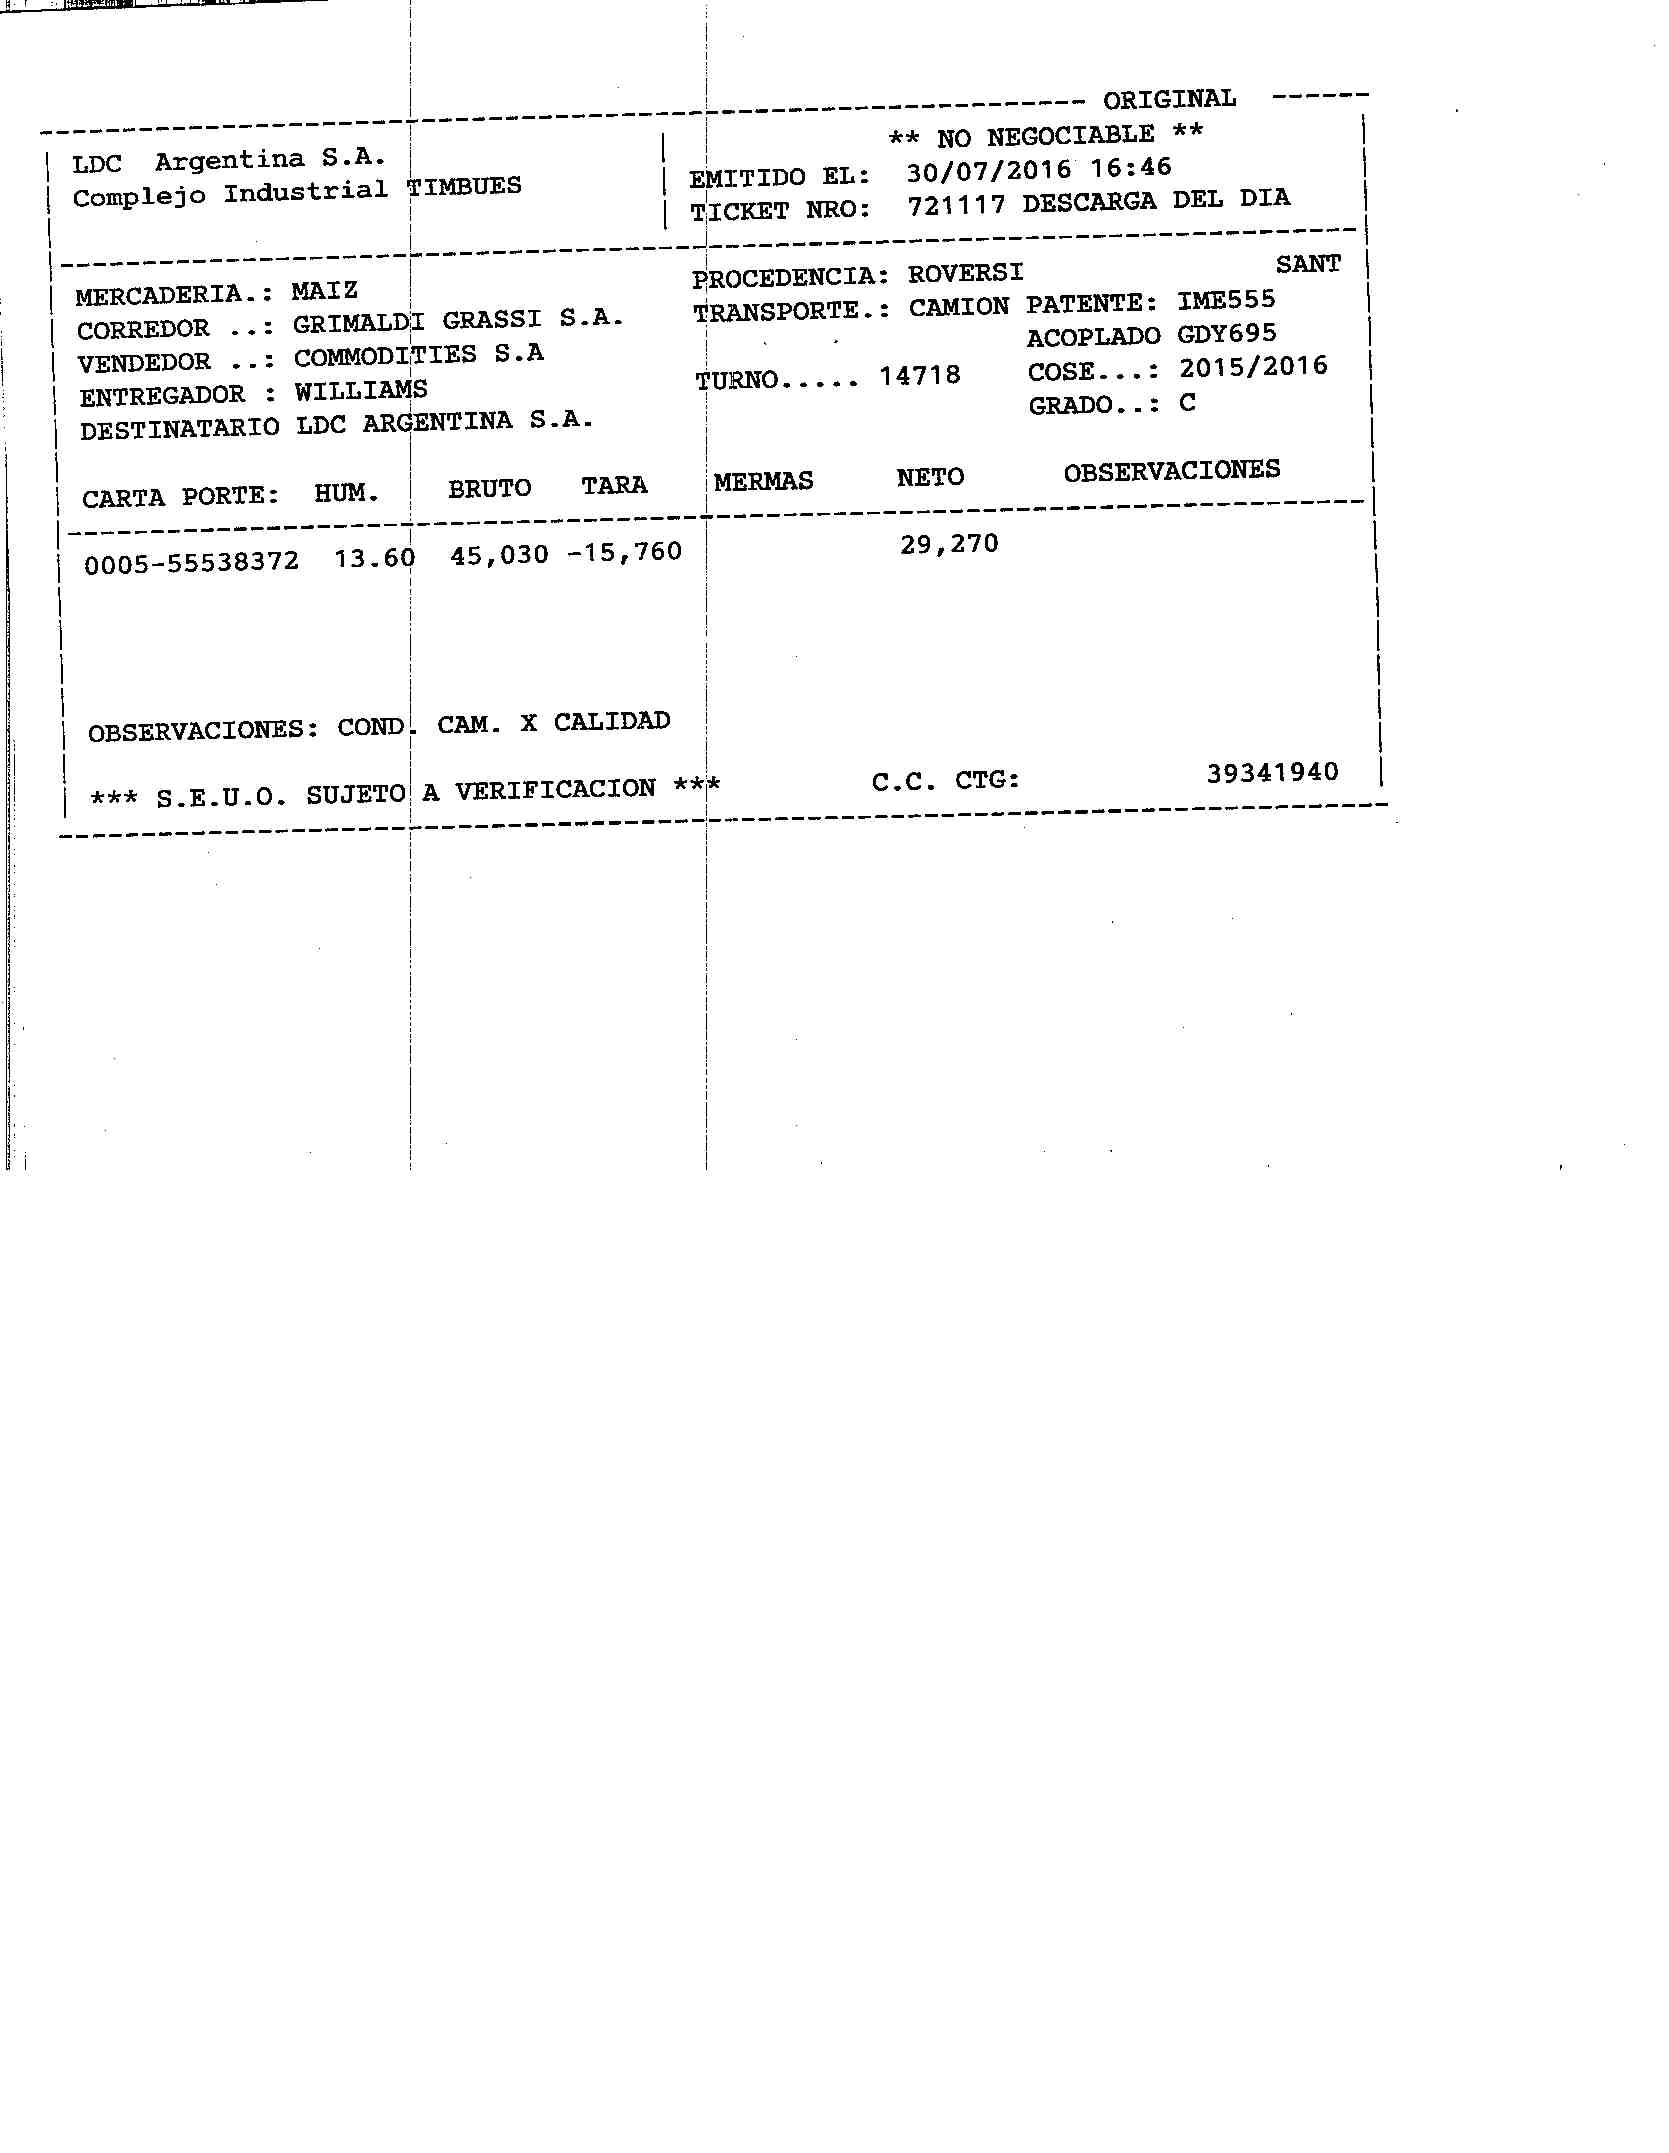 ORIGINAL
** NO NEGOCIABLE **
LDC Argentina S.A.
EMITIDO EL: 30/07/2016 16:46
Complejo Industrial TIMBUES
TICKET NRO: 721117 DESCARGA DEL DIA
MERCADERIA.: MAIZ PROCEDENCIA: ROVERSI SANT
CORREDOR ..: GRIMALDI GRASSI S.A. TRANSPORTE.: CAMION PATENTE: IME555
VENDEDOR ..: COMMODITIES S.A ACOPLADO GDY695
ENTREGADOR : WILLIAMS TURNO..... 14718 COSE...: 2015/2016
DESTINATARIO LDC ARGENTINA S.A. GRADO..: C
CARTA PORTE: HUM. BRUTO TARA MERMAS NETO OBSERVACIONES
0005-55538372 13.60 45,030 -15,760 29,270
OBSERVACIONES: COND. CAM. X CALIDAD
*** S.E.U.O. SUJETO A VERIFICACION *** C.C. CTG: 39341940